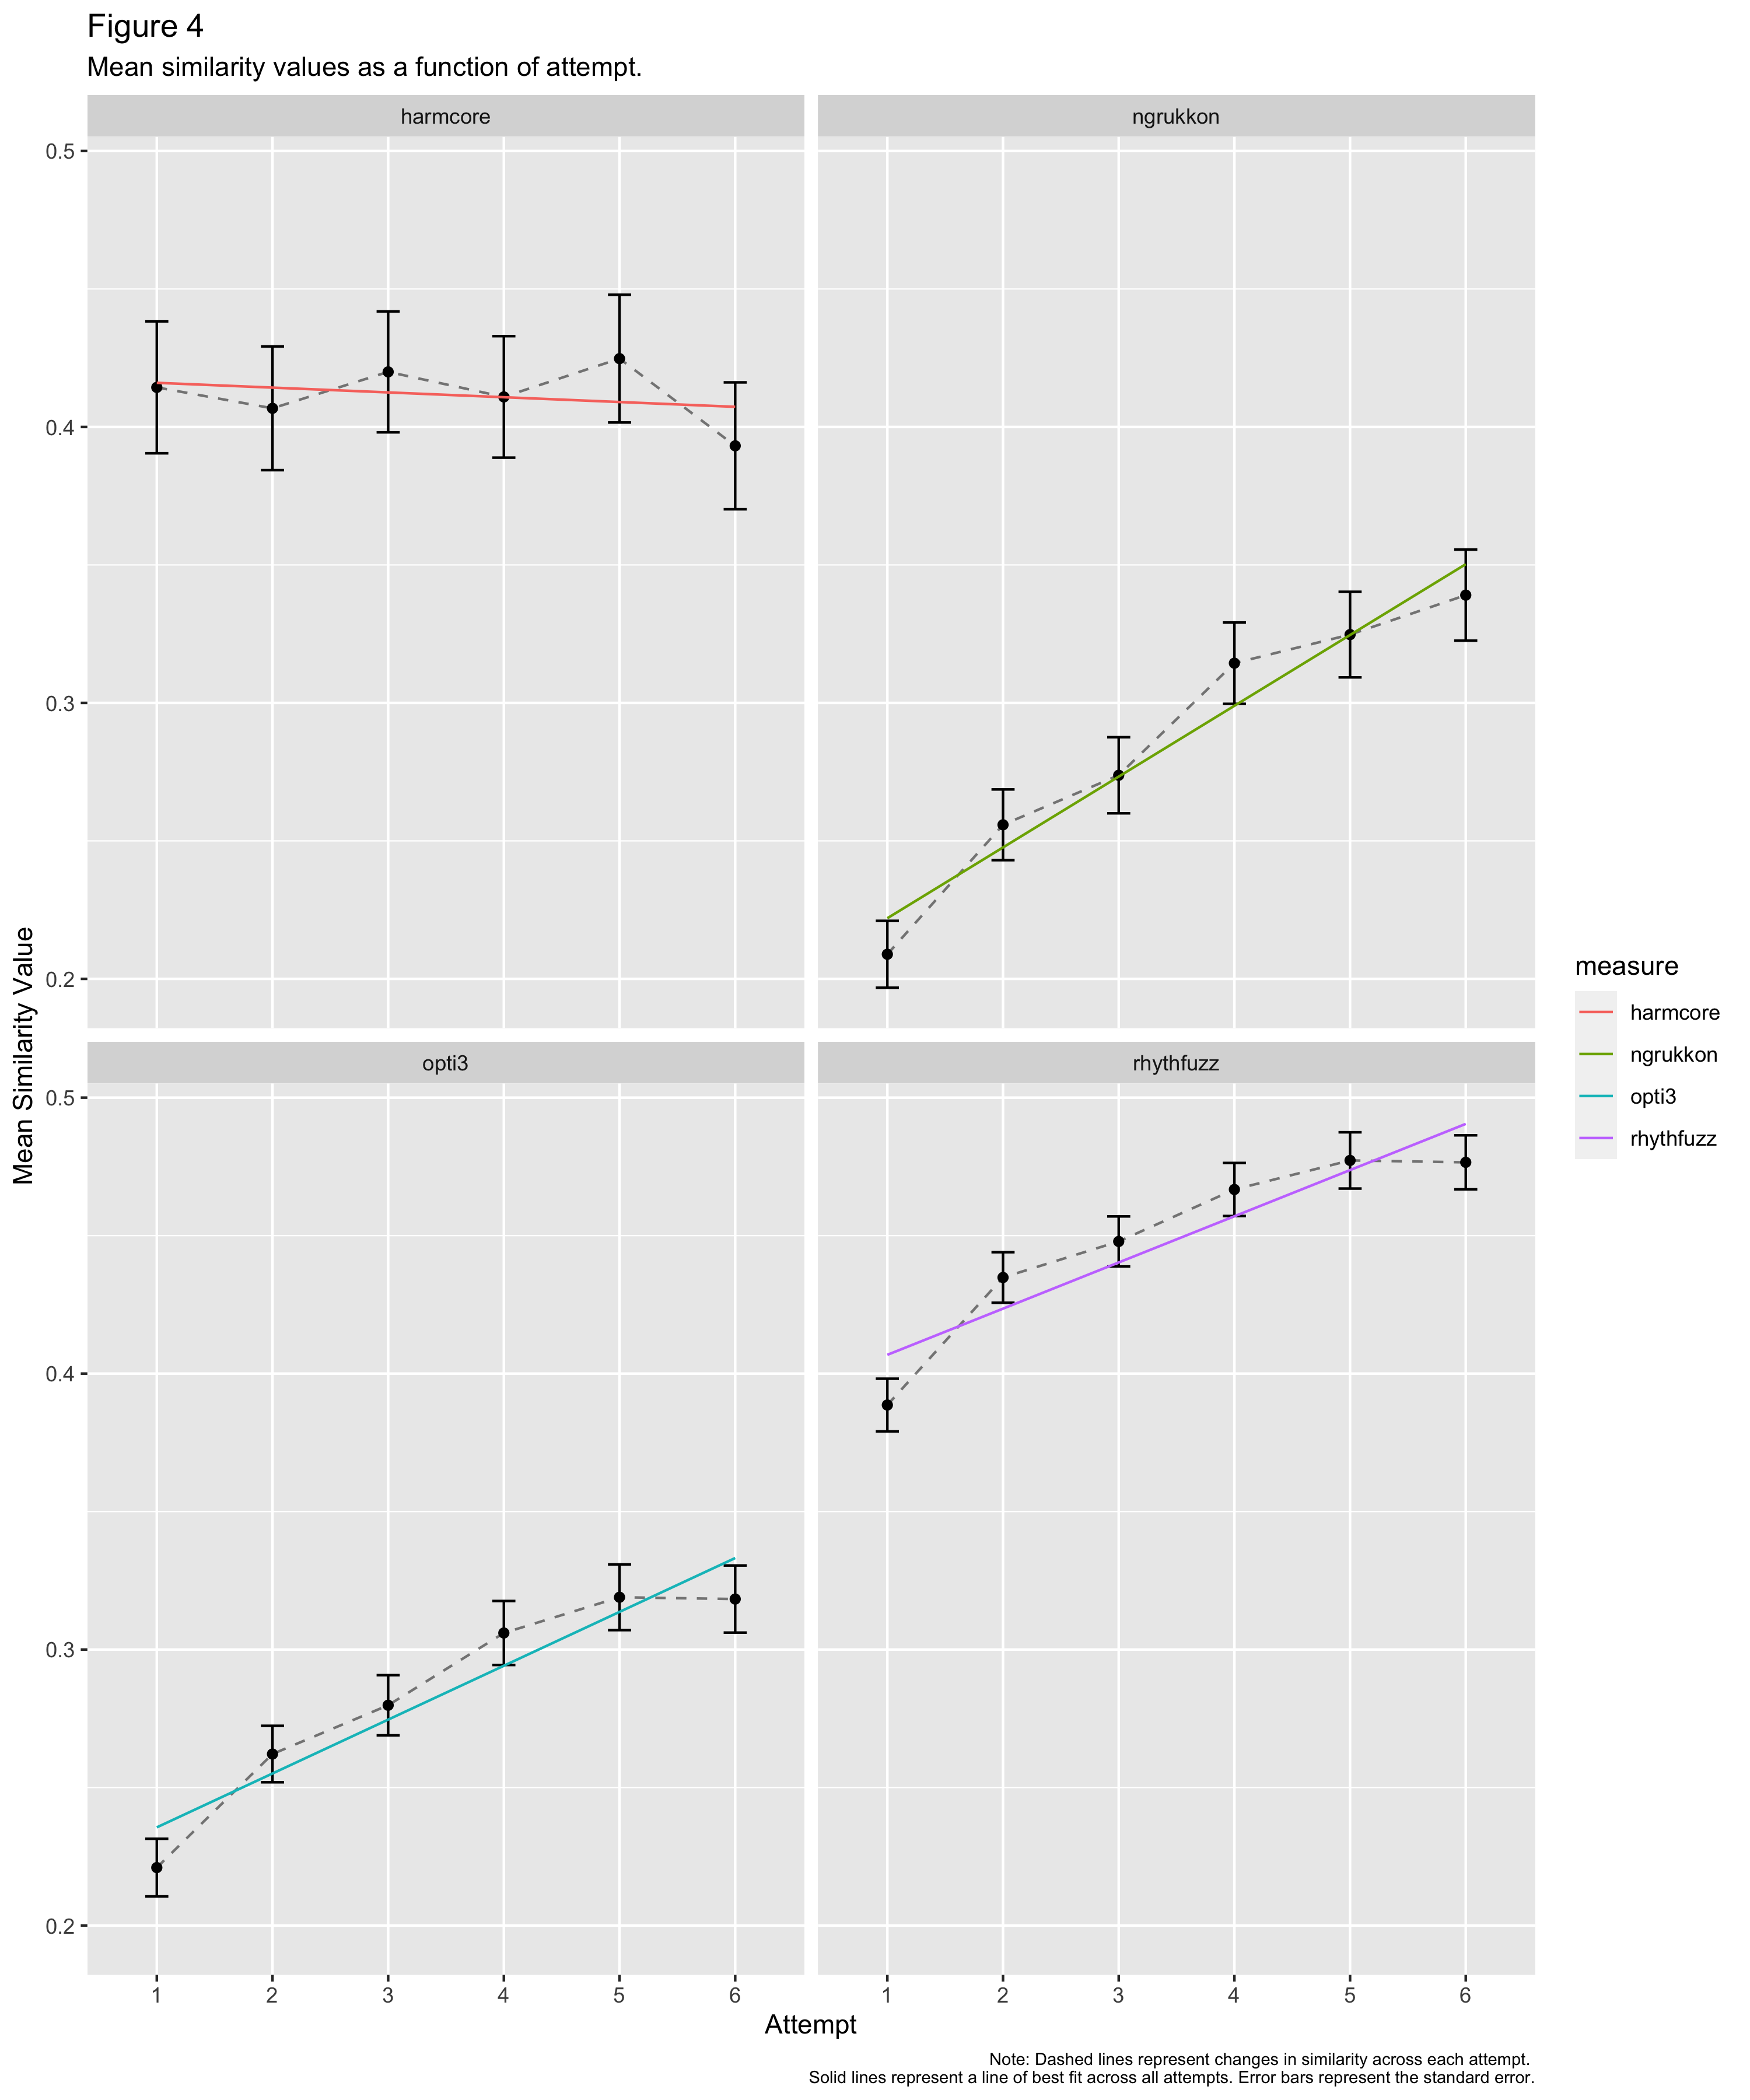 Figure 4
Mean similarity values as a function of attempt.
harmcore
ngrukkon
0.5
0.4
0.3
0.2
opti3
rhythfuzz
0.5
0.4
0.3
0.2
1 2 3 4 5 6
1 2 3 4 5 6
Attempt
Mean Similarity Value
measure
harmcore
ngrukkon
opti3
rhythfuzz
Note: Dashed lines represent changes in similarity across each attempt.
Solid lines represent a line of best fit across all attempts. Error bars represent the standard error.